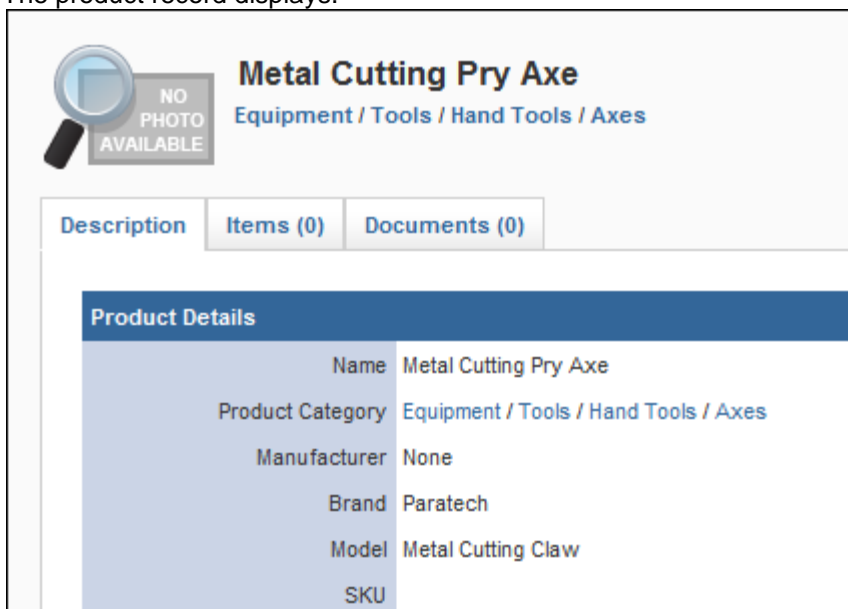 The product record displays.
NO
PHOTO
AVAILABLE
Metal Cutting Pry Axe
Equipment / Tools / Hand Tools / Axes
Description Items (0) Documents (0)
Product Details
Name Metal Cutting Pry Axe
Product Category Equipment / Tools / Hand Tools / Axes
Manufacturer None
Brand Paratech
Model Metal Cutting Claw
SKU